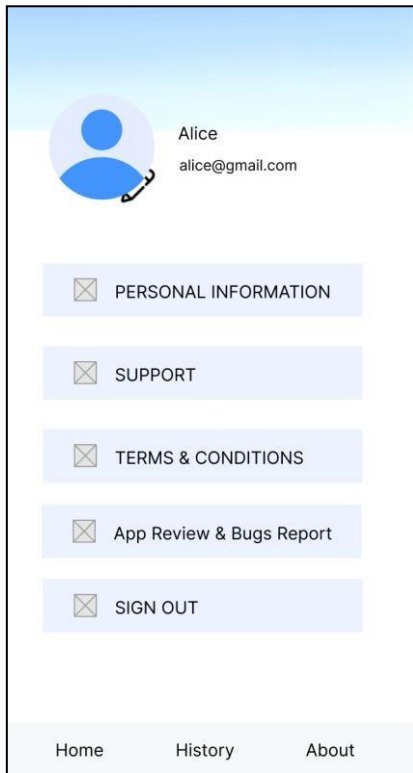 Alice
alice@gmail.com
PERSONAL INFORMATION
SUPPORT
TERMS & CONDITIONS
App Review & Bugs Report
SIGN OUT
Home History About